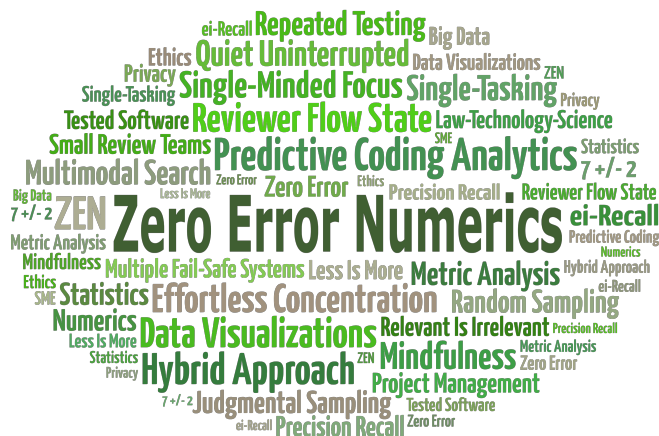 ei-Recall Repeated Testing Big Data
Ethics Quiet Uninterrupted Data Visualizations
Privacy Single-Minded Focus Single-Tasking ZEN
Single-Tasking Privacy
Tested Software Reviewer Flow State Law-Technology-Science
Small Review Teams Predictive Coding Analytics SME Statistics
Multimodal Search Zero Error Zero Error Ethics 7 +/- 2
Big Data Less Is More Precision Recall Reviewer Flow State
7 +/- 2 ZEN Zero Error Numerics ei-Recall
Metric Analysis Predictive Coding
Mindfulness Multiple Fail-Safe Systems Less Is More Metric Analysis Numerics
Hybrid Approach
Ethics Statistics Effortless Concentration Random Sampling ei-Recall
SME
Numerics Data Visualizations Relevant Is Irrelevant Precision Recall
Less Is More Metric Analysis
Statistics Hybrid Approach ZEN Mindfulness Zero Error
Privacy Project Management
7 +/- 2 Judgmental Sampling Tested Software
ei-Recall Precision Recall Zero Error